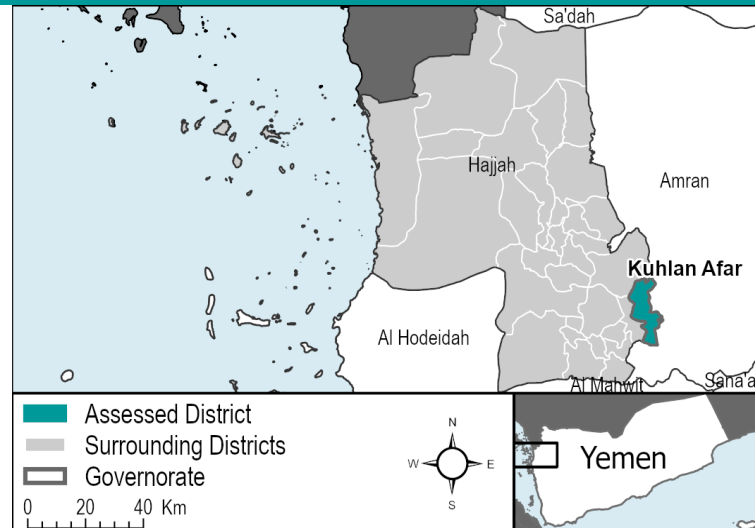 Sa'dah
Hajjah
Amran
Kuhlan Afar
Al Hodeidah
Al Mahwit
Sana'a
Assessed District
Surrounding Districts
Governorate
0 20 40 Km
N
W E
S
Yemen